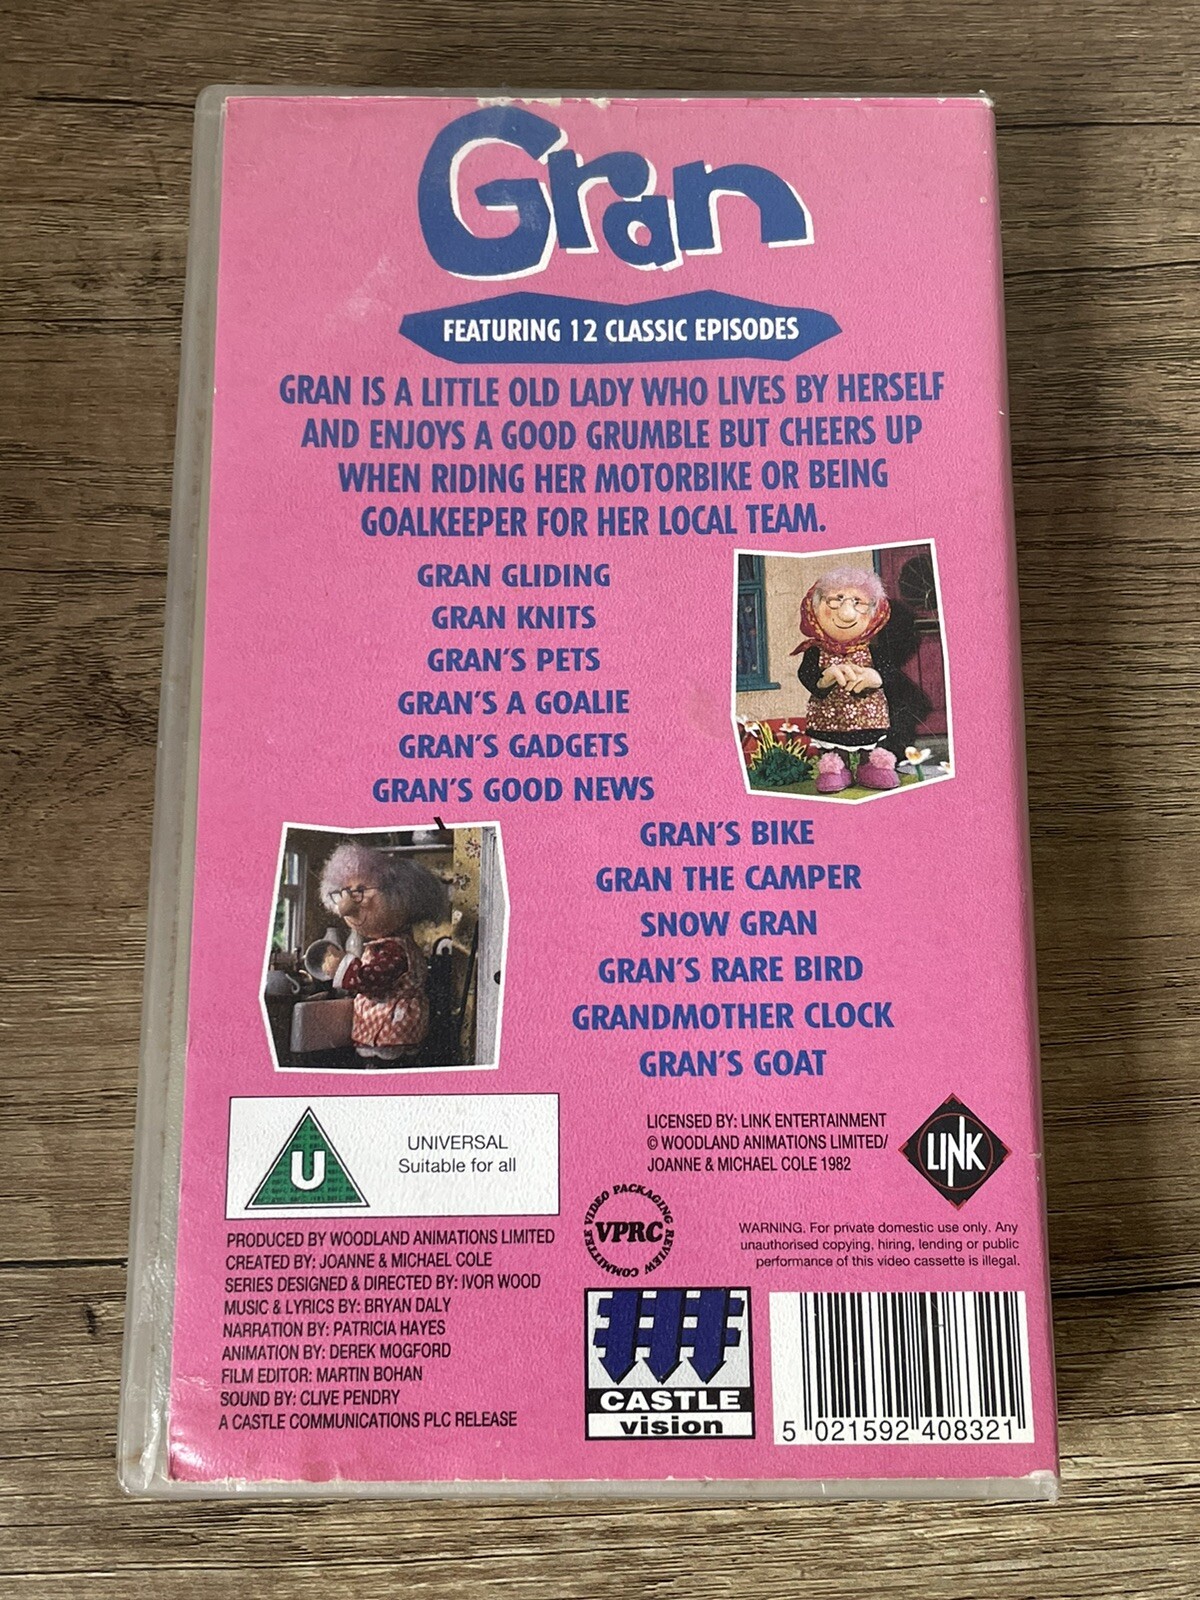 Gran
FEATURING 12 CLASSIC EPISODES
GRAN IS A LITTLE OLD LADY WHO LIVES BY HERSELF
AND ENJOYS A GOOD GRUMBLE BUT CHEERS UP
WHEN RIDING HER MOTORBIKE OR BEING
GOALKEEPER FOR HER LOCAL TEAM.
GRAN GLIDING
GRAN KNITS
GRAN'S PETS
GRAN'S A GOALIE
GRAN'S GADGETS
GRAN'S GOOD NEWS
GRAN'S BIKE
GRAN THE CAMPER
SNOW GRAN
GRAN'S RARE BIRD
GRANDMOTHER CLOCK
GRAN'S GOAT
U
UNIVERSAL
Suitable for all
LICENSED BY: LINK ENTERTAINMENT
© WOODLAND ANIMATIONS LIMITED/
JOANNE & MICHAEL COLE 1982
LINK
PRODUCED BY WOODLAND ANIMATIONS LIMITED
CREATED BY: JOANNE & MICHAEL COLE
SERIES DESIGNED & DIRECTED BY: IVOR WOOD
MUSIC & LYRICS BY: BRYAN DALY
NARRATION BY: PATRICIA HAYES
ANIMATION BY: DEREK MOGFORD
FILM EDITOR: MARTIN BOHAN
SOUND BY: CLIVE PENDRY
A CASTLE COMMUNICATIONS PLC RELEASE
VIDEO PACKAGING REVIEW COMMITTEE
VPRC
WARNING. For private domestic use only. Any
unauthorised copying, hiring, lending or public
performance of this video cassette is illegal.
CASTLE
vision
5 021592 408321